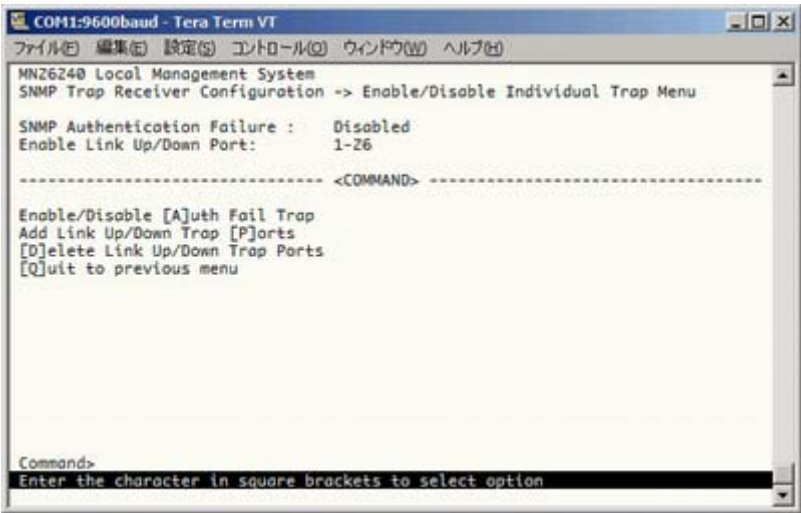 COM1:9600baud - Tera Term VT
ファイル(F) 編集(E) 設定(S) コントロール(O) ウィンドウ(W) ヘルプ(H)
MN26240 Local Management System
SNMP Trap Receiver Configuration -> Enable/Disable Individual Trap Menu
SNMP Authentication Failure : Disabled
Enable Link Up/Down Port: 1-26
-------------------------------- <COMMAND> -----------------------------------
Enable/Disable [A]uth Fail Trap
Add Link Up/Down Trap [P]orts
[D]elete Link Up/Down Trap Ports
[Q]uit to previous menu
Command>
Enter the character in square brackets to select option